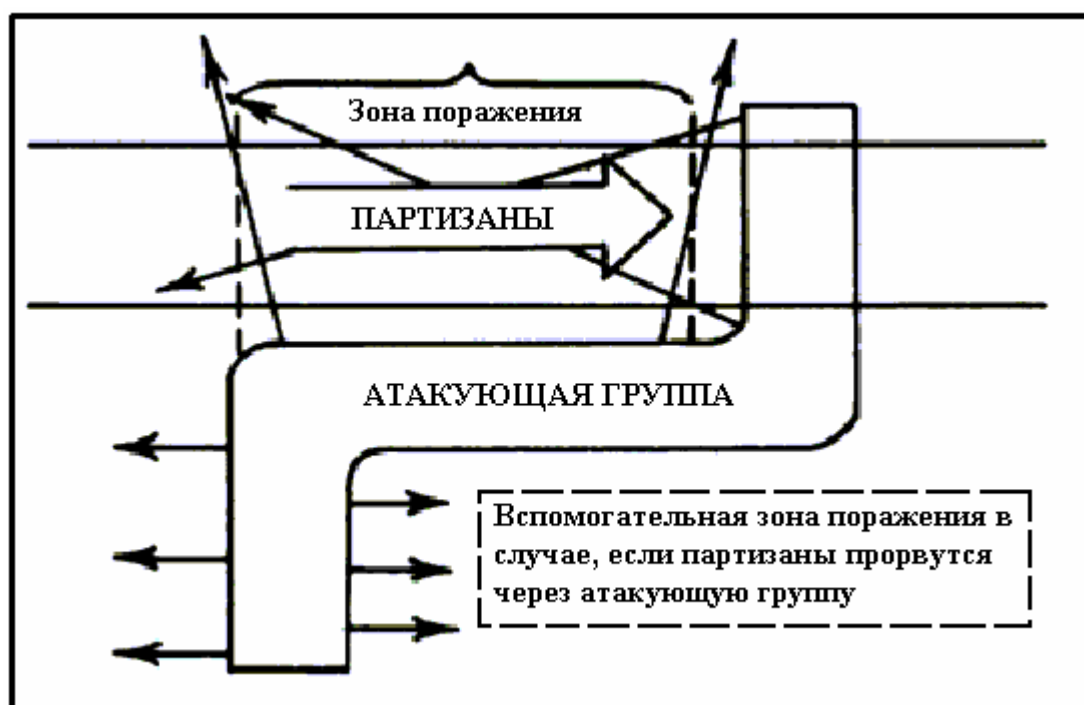 Зона поражения
ПАРТИЗАНЫ
АТАКУЮЩАЯ ГРУППА
Вспомогательная зона поражения в
случае, если партизаны прорвутся
через атакующую группу